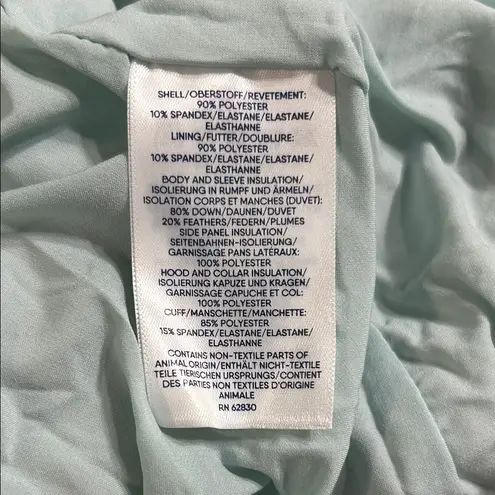 SHELL/OBERSTOFF/REVETEMENT:
90% POLYESTER
10% SPANDEX/ELASTANE/ELASTANE/
ELASTHANNE
LINING/FUTTER/DOUBLURE:
90% POLYESTER
10% SPANDEX/ELASTANE/ELASTANE/
ELASTHANNE
BODY AND SLEEVE INSULATION/
ISOLIERUNG IN RUMPF UND ÄRMELN/
ISOLATION CORPS ET MANCHES (DUVET):
80% DOWN/DAUNEN/DUVET
20% FEATHERS/FEDERN/PLUMES
SIDE PANEL INSULATION/
SEITENBAHNEN-ISOLIERUNG/
GARNISSAGE PANS LATÉRAUX:
100% POLYESTER
HOOD AND COLLAR INSULATION/
ISOLIERUNG KAPUZE UND KRAGEN/
GARNISSAGE CAPUCHE ET COL:
100% POLYESTER
CUFF/MANSCHETTE/MANCHETTE:
85% POLYESTER
15% SPANDEX/ELASTANE/ELASTANE/
ELASTHANNE
CONTAINS NON-TEXTILE PARTS OF
ANIMAL ORIGIN/ENTHÄLT NICHT-TEXTILE
TEILE TIERISCHEN URSPRUNGS/CONTIENT
DES PARTIES NON TEXTILES D'ORIGINE
ANIMALE
RN 62830